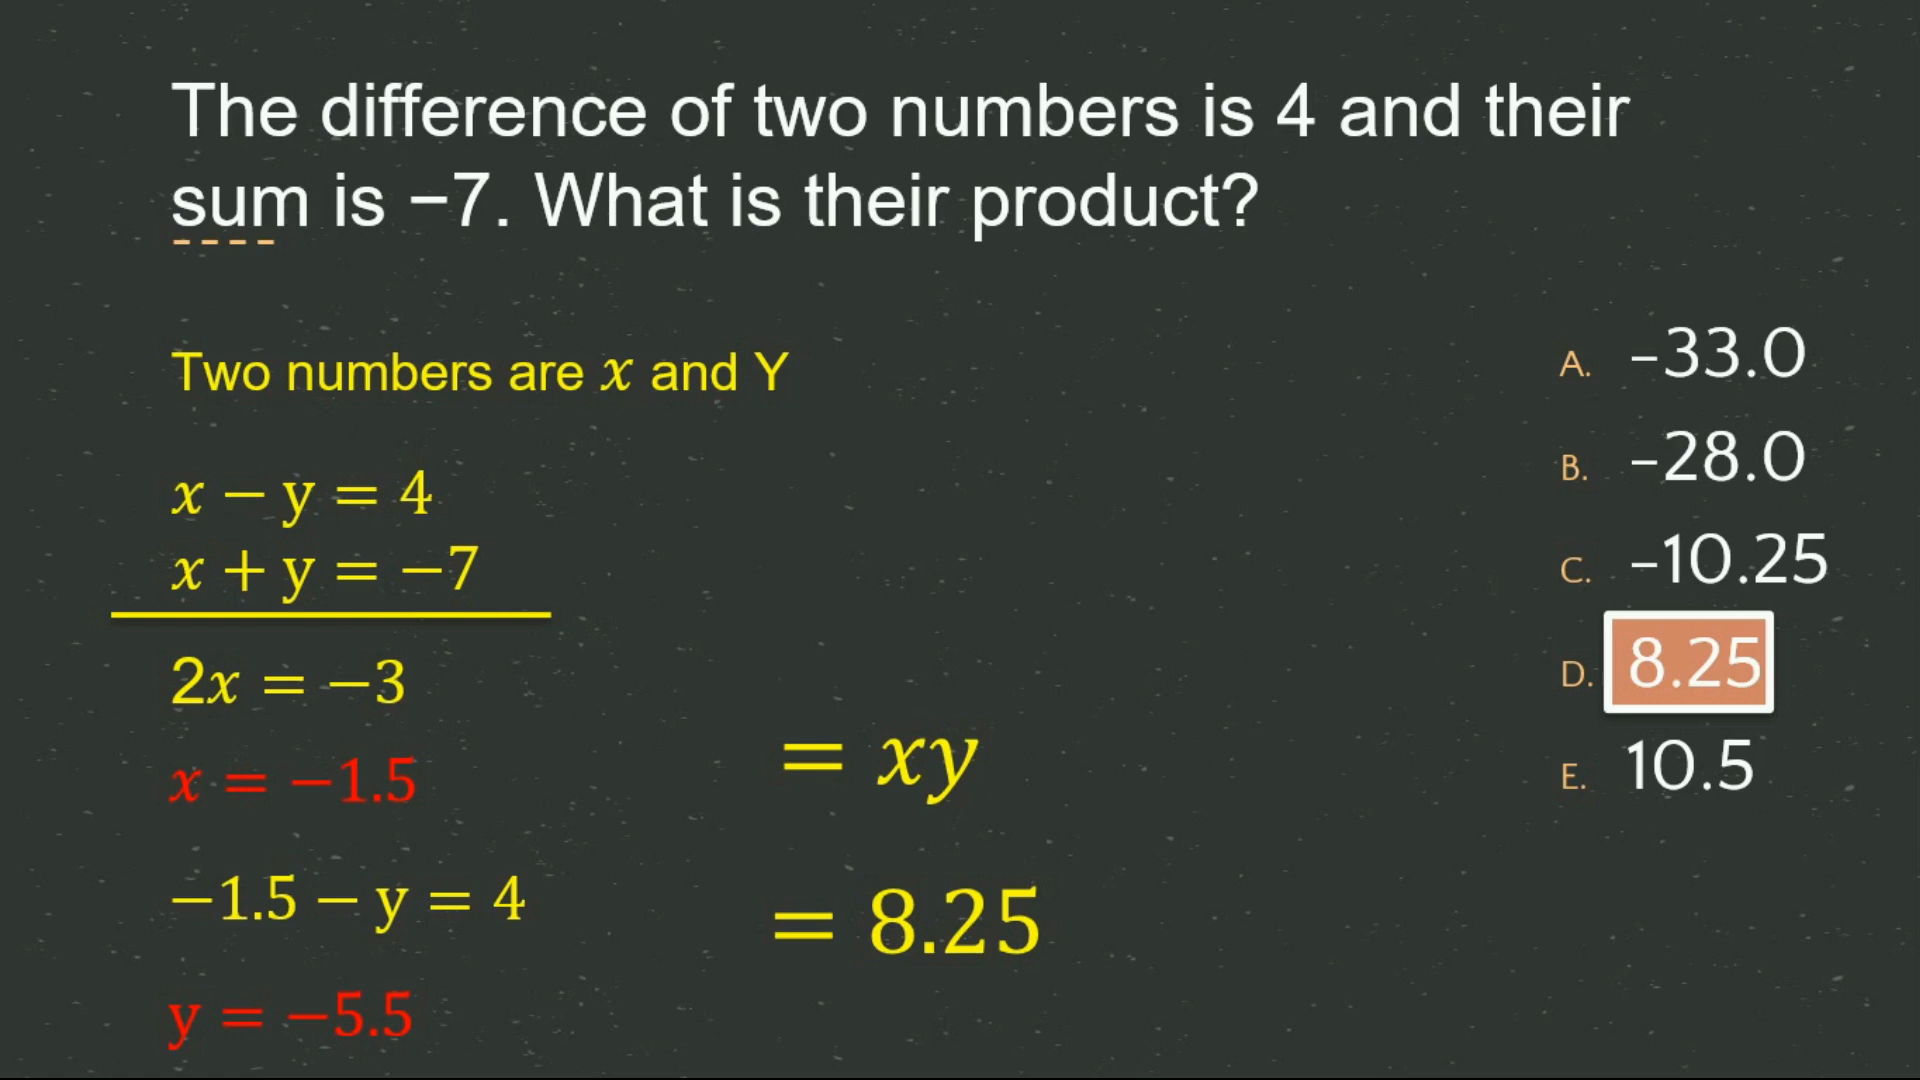 The difference of two numbers is 4 and their
sum is −7. What is their product?
Two numbers are x and Y
x − y = 4
x + y = −7
2x = −3
x = −1.5
−1.5 − y = 4
y = −5.5
= xy
= 8.25
A. -33.0
B. -28.0
C. -10.25
D. 8.25
E. 10.5